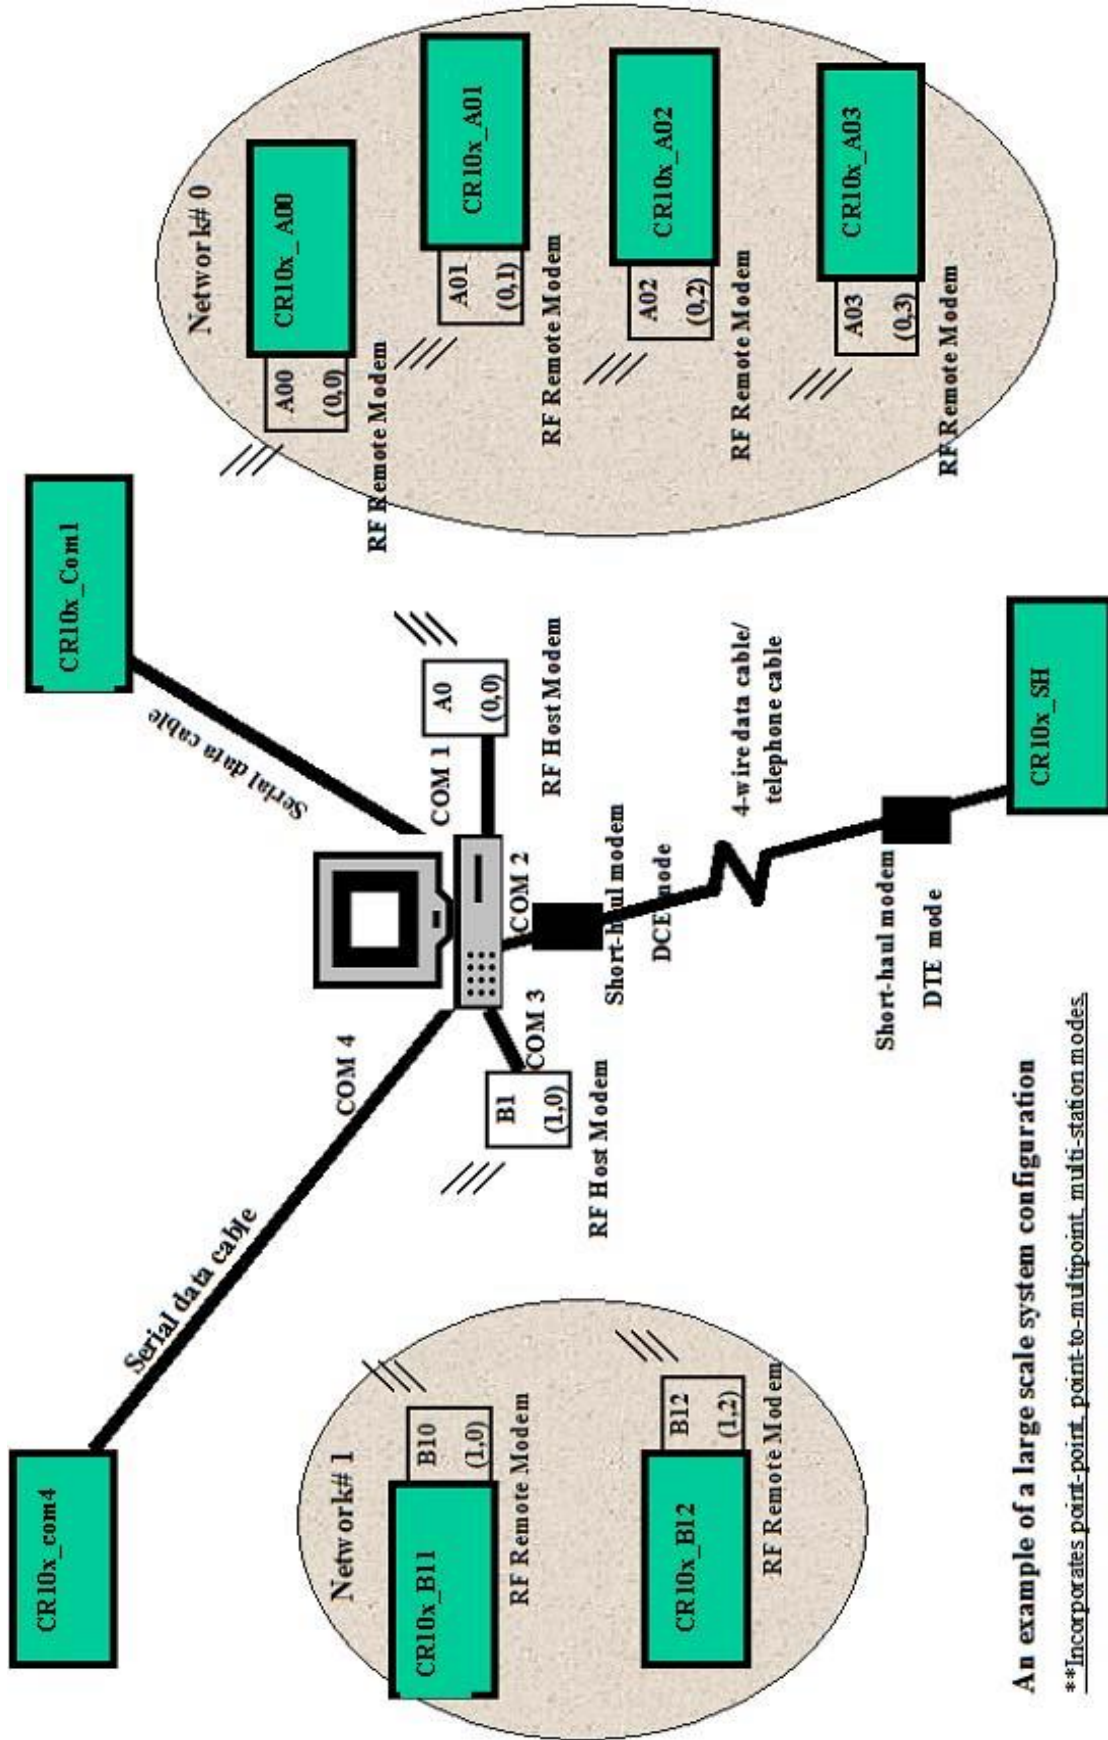 CR10x_com4
Serial data cable
COM 4
CR10x_Com1
Serial data cable
COM 1
A0
(0,0)
RF Host Modem
COM 2
Short-haul modem
DCE mode
4-wire data cable/
telephone cable
Short-haul modem
DTE mode
CR10x_SH
COM 3
B1
(1,0)
RF Host Modem
Network# 1
CR10x_B11
B10
(1,0)
RF Remote Modem
CR10x_B12
B12
(1,2)
RF Remote Modem
Network# 0
A00
(0,0)
CR10x_A00
RF Remote Modem
A01
(0,1)
CR10x_A01
RF Remote Modem
A02
(0,2)
CR10x_A02
RF Remote Modem
A03
(0,3)
CR10x_A03
RF Remote Modem
An example of a large scale system configuration
**Incorporates point-point, point-to-multipoint, multi-station modes.